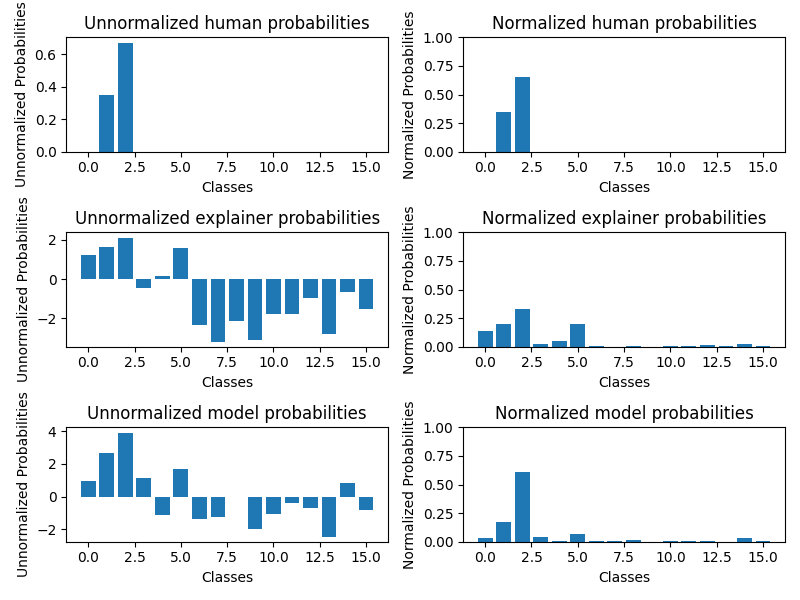 Unnormalized human probabilities
Unnormalized Probabilities
0.6
0.4
0.2
0.0
0.0 2.5 5.0 7.5 10.0 12.5 15.0
Classes
Normalized human probabilities
Normalized Probabilities
1.00
0.75
0.50
0.25
0.00
0.0 2.5 5.0 7.5 10.0 12.5 15.0
Classes
Unnormalized explainer probabilities
Unnormalized Probabilities
2
0
−2
0.0 2.5 5.0 7.5 10.0 12.5 15.0
Classes
Normalized explainer probabilities
Normalized Probabilities
1.00
0.75
0.50
0.25
0.00
0.0 2.5 5.0 7.5 10.0 12.5 15.0
Classes
Unnormalized model probabilities
Unnormalized Probabilities
4
2
0
−2
0.0 2.5 5.0 7.5 10.0 12.5 15.0
Classes
Normalized model probabilities
Normalized Probabilities
1.00
0.75
0.50
0.25
0.00
0.0 2.5 5.0 7.5 10.0 12.5 15.0
Classes